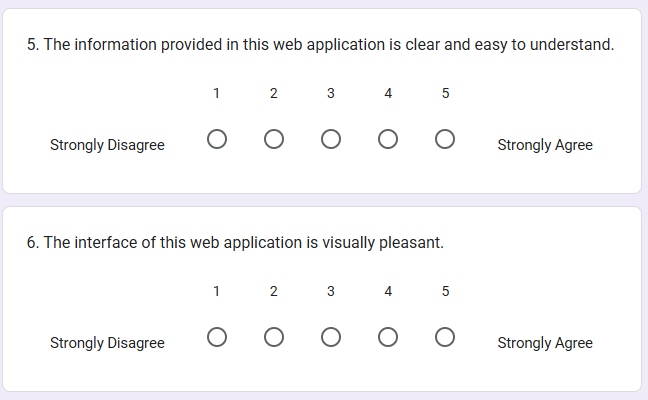 5. The information provided in this web application is clear and easy to understand.
1 2 3 4 5
Strongly Disagree Strongly Agree
6. The interface of this web application is visually pleasant.
1 2 3 4 5
Strongly Disagree Strongly Agree